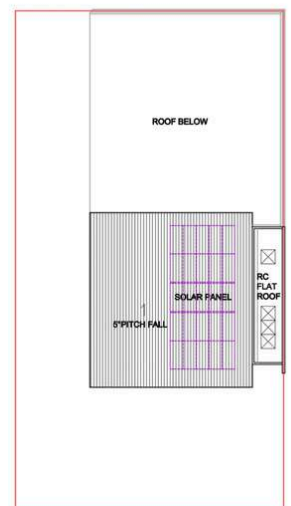 ROOF BELOW
RC
FLAT
ROOF
SOLAR PANEL
5°PITCH FALL